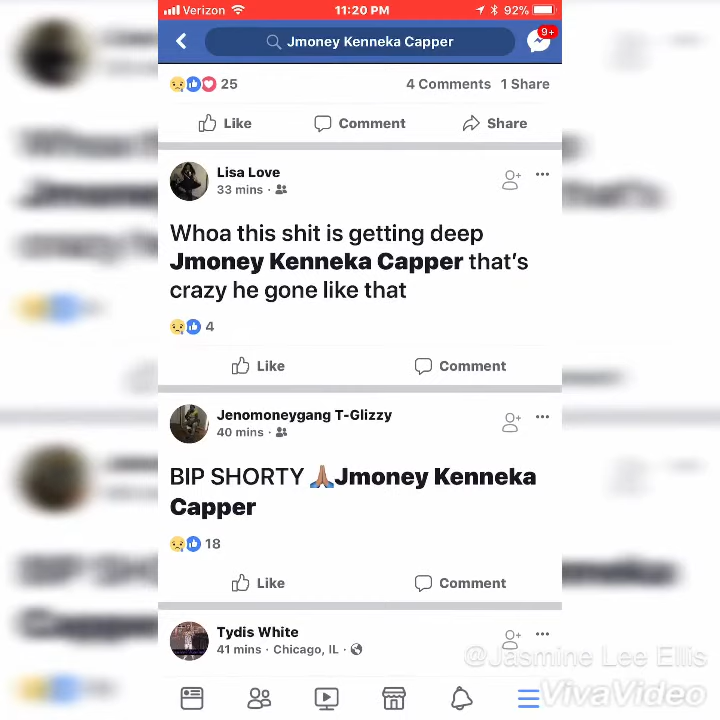 Verizon 11:20 PM 92%
Jmoney Kenneka Capper 9+
25 4 Comments 1 Share
Like Comment Share
Lisa Love
33 mins ·
Whoa this shit is getting deep
Jmoney Kenneka Capper that's
crazy he gone like that
4
Like Comment
Jenomoneygang T-Glizzy
40 mins ·
BIP SHORTY 🙏🏽Jmoney Kenneka
Capper
18
Like Comment
Tydis White
41 mins · Chicago, IL ·
@Jasmine Lee Ellis
VivaVideo